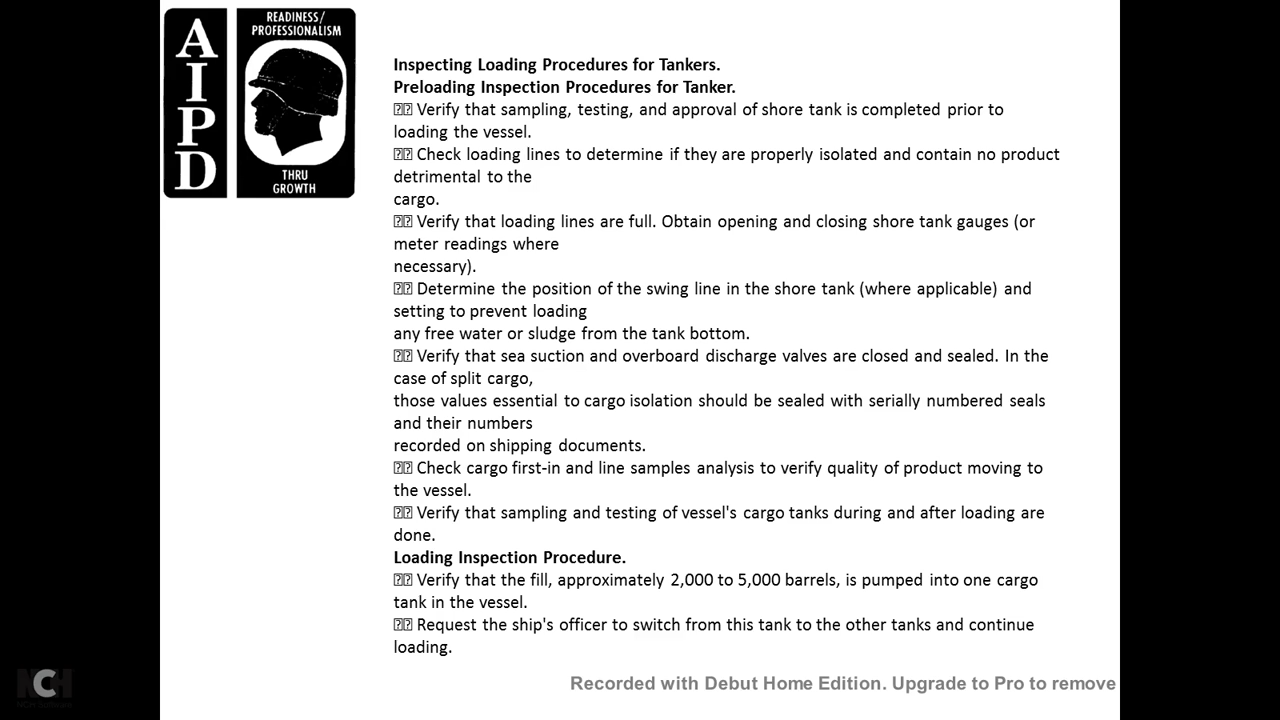 READINESS/
PROFESSIONALISM
AIPD
THRU
GROWTH
Inspecting Loading Procedures for Tankers.
Preloading Inspection Procedures for Tanker.
⍰⍰ Verify that sampling, testing, and approval of shore tank is completed prior to
loading the vessel.
⍰⍰ Check loading lines to determine if they are properly isolated and contain no product
detrimental to the
cargo.
⍰⍰ Verify that loading lines are full. Obtain opening and closing shore tank gauges (or
meter readings where
necessary).
⍰⍰ Determine the position of the swing line in the shore tank (where applicable) and
setting to prevent loading
any free water or sludge from the tank bottom.
⍰⍰ Verify that sea suction and overboard discharge valves are closed and sealed. In the
case of split cargo,
those values essential to cargo isolation should be sealed with serially numbered seals
and their numbers
recorded on shipping documents.
⍰⍰ Check cargo first-in and line samples analysis to verify quality of product moving to
the vessel.
⍰⍰ Verify that sampling and testing of vessel's cargo tanks during and after loading are
done.
Loading Inspection Procedure.
⍰⍰ Verify that the fill, approximately 2,000 to 5,000 barrels, is pumped into one cargo
tank in the vessel.
⍰⍰ Request the ship's officer to switch from this tank to the other tanks and continue
loading.
NCH
Recorded with Debut Home Edition. Upgrade to Pro to remove